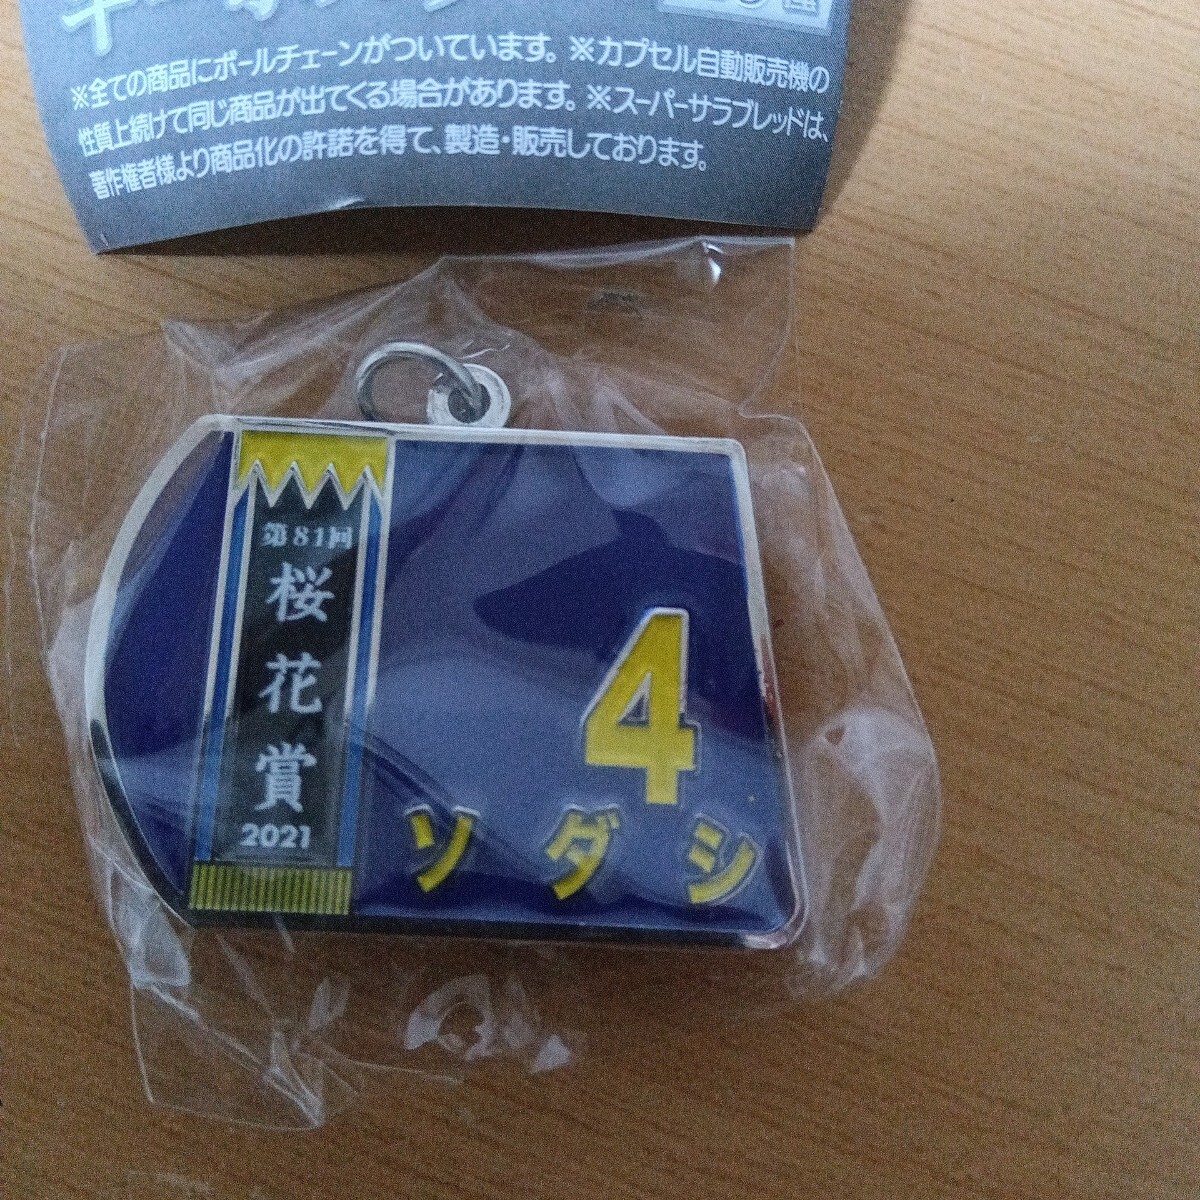 ※全ての商品にボールチェーンがついています。※カプセル自動販売機の
性質上続けて同じ商品が出てくる場合があります。※スーパーサラブレッドは、
著作権者様より商品化の許諾を得て、製造・販売しております。
第81回
桜花賞
2021
4
ソダシ